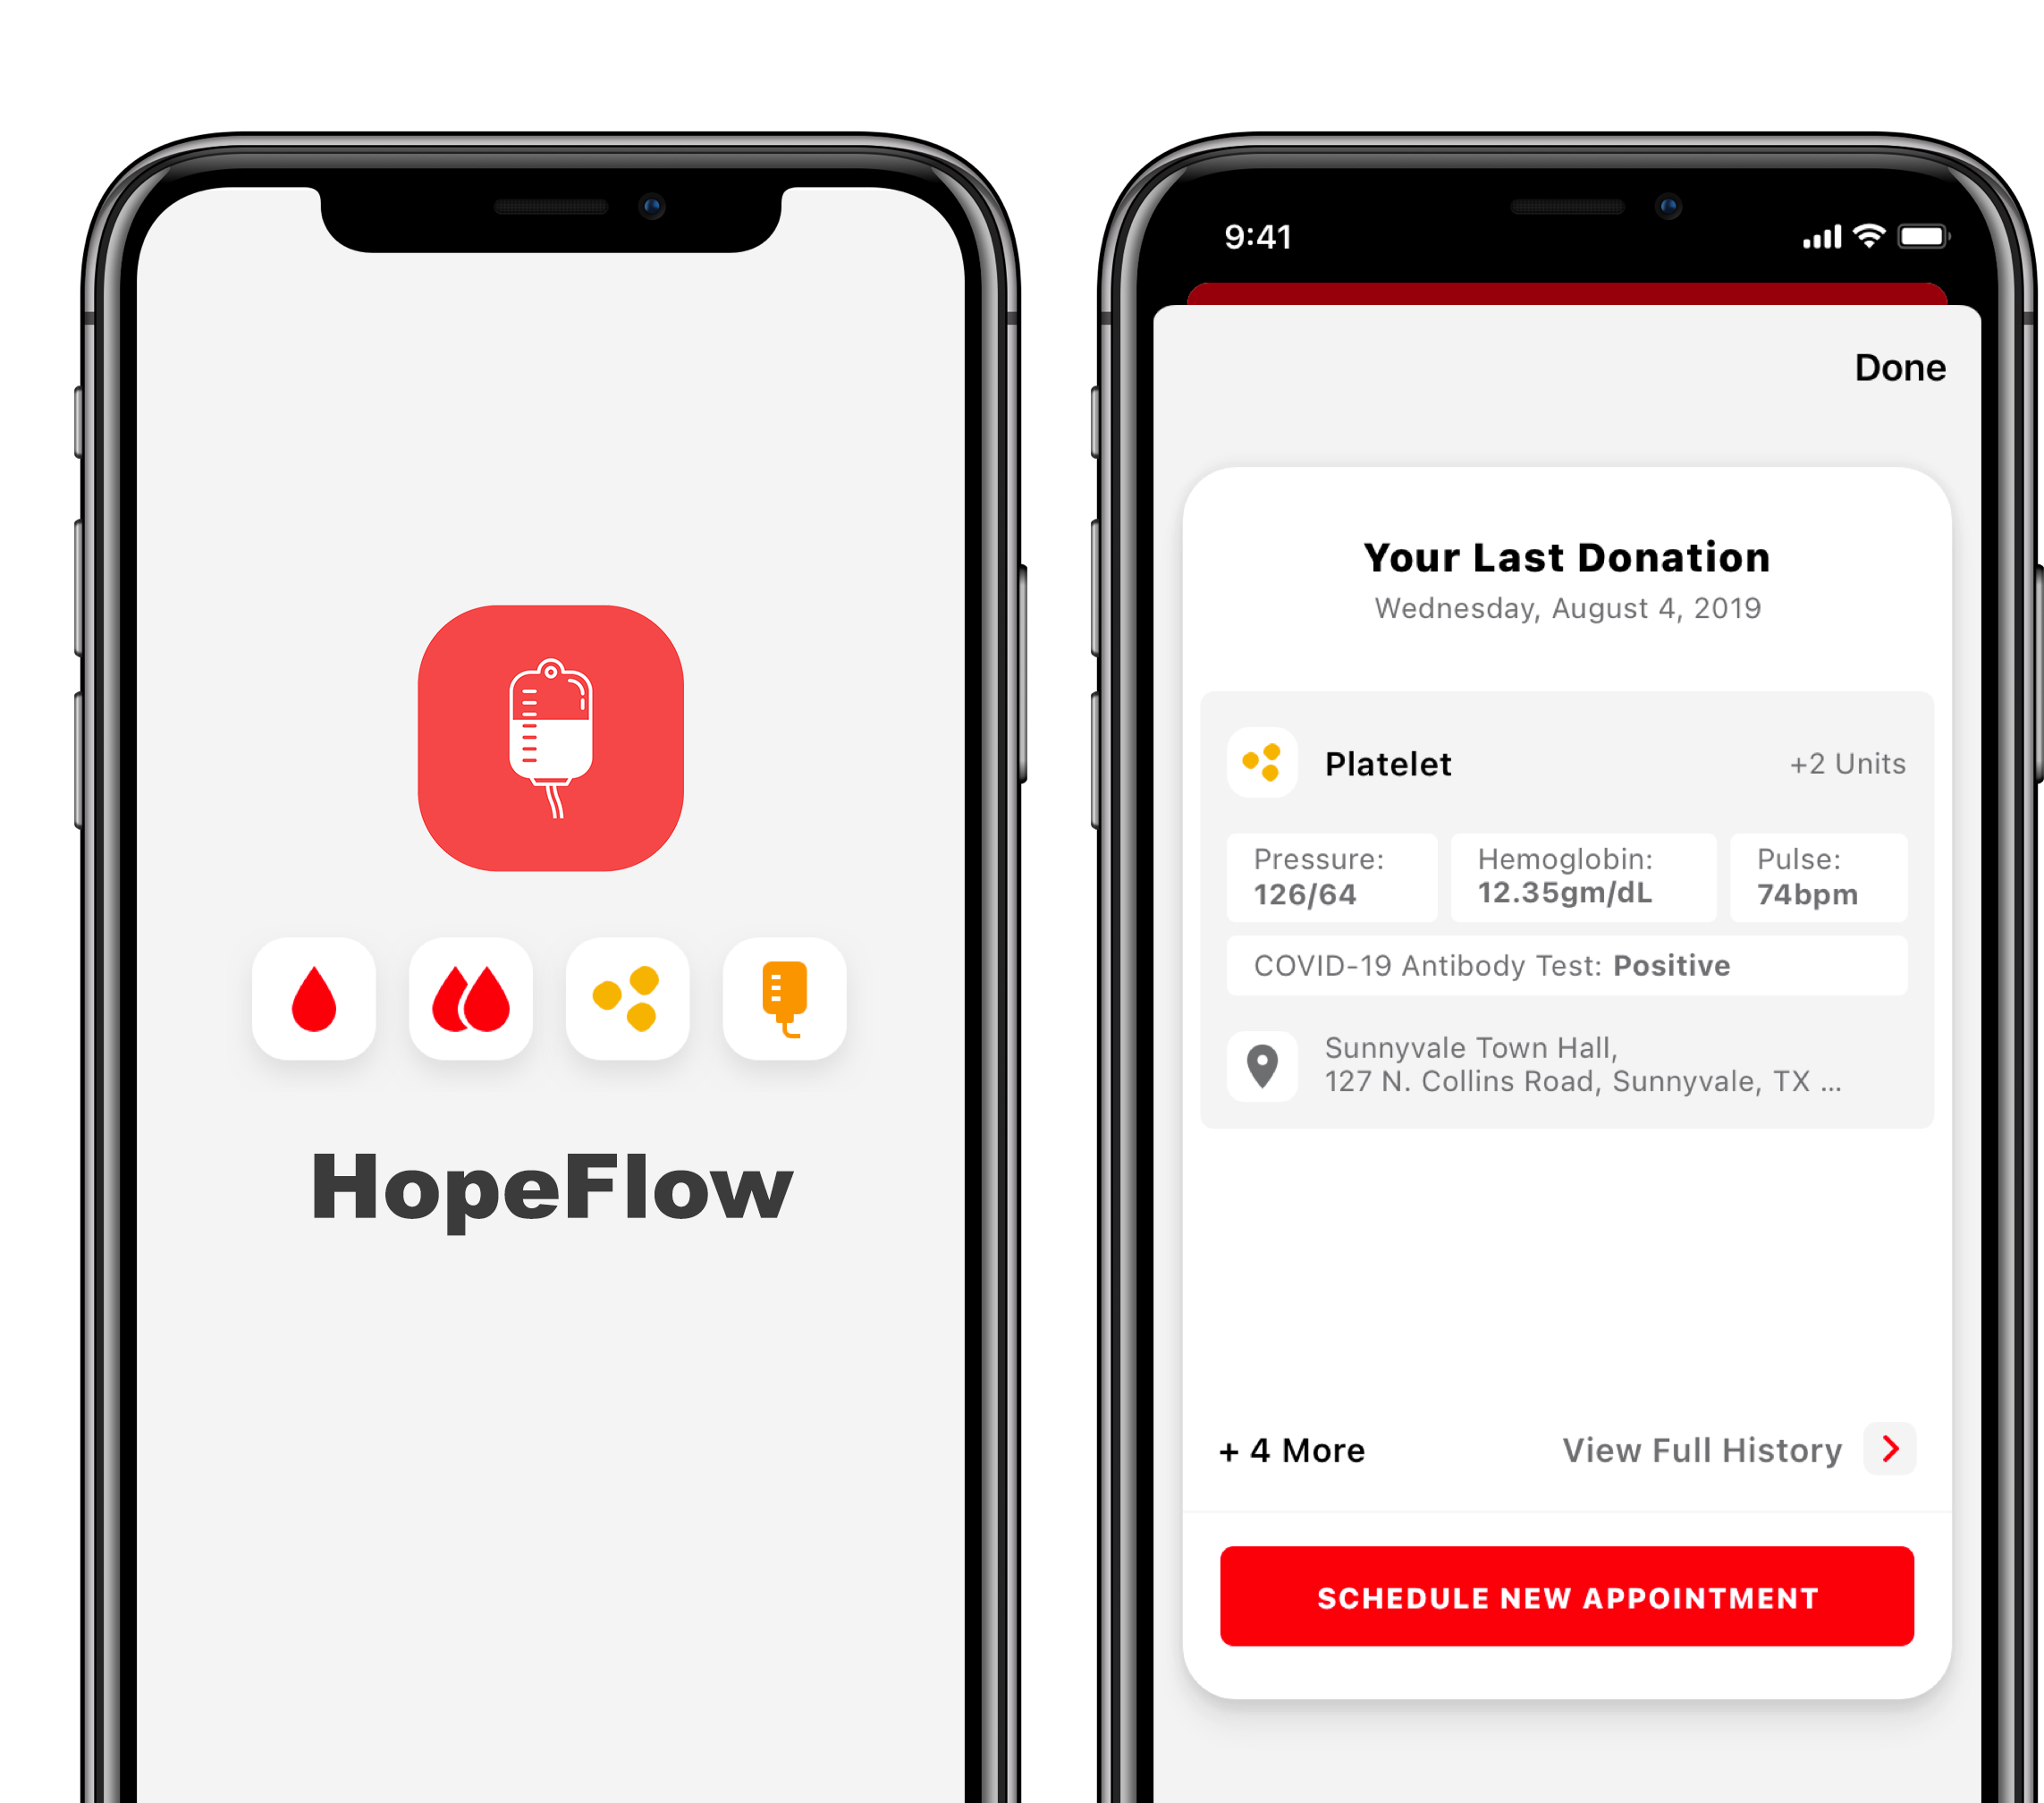 HopeFlow
9:41
Done
Your Last Donation
Wednesday, August 4, 2019
Platelet
+2 Units
Pressure:
126/64
Hemoglobin:
12.35gm/dL
Pulse:
74bpm
COVID-19 Antibody Test: Positive
Sunnyvale Town Hall,
127 N. Collins Road, Sunnyvale, TX ...
+ 4 More
View Full History
SCHEDULE NEW APPOINTMENT